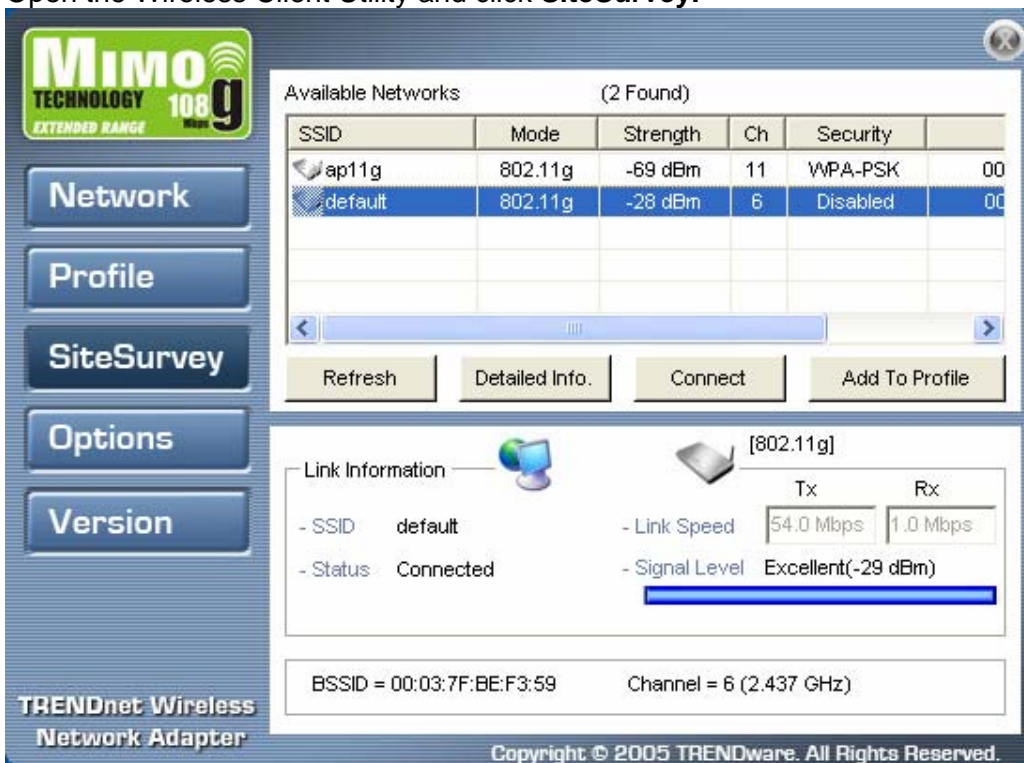 Open the Wireless Client Utility and click SiteSurvey.
MIMO g
TECHNOLOGY 108 Mbps
EXTENDED RANGE
Available Networks (2 Found)
SSID Mode Strength Ch Security
ap11g 802.11g -69 dBm 11 WPA-PSK 00
default 802.11g -28 dBm 6 Disabled 00
Network
Profile
SiteSurvey
Options
Version
Refresh Detailed Info. Connect Add To Profile
Link Information [802.11g]
Tx Rx
- SSID default - Link Speed 54.0 Mbps 1.0 Mbps
- Status Connected - Signal Level Excellent(-29 dBm)
BSSID = 00:03:7F:BE:F3:59 Channel = 6 (2.437 GHz)
TRENDnet Wireless
Network Adapter
Copyright © 2005 TRENDware. All Rights Reserved.